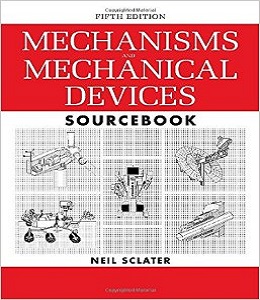 FIFTH EDITION
MECHANISMS
AND
MECHANICAL
DEVICES
SOURCEBOOK
NEIL SCLATER